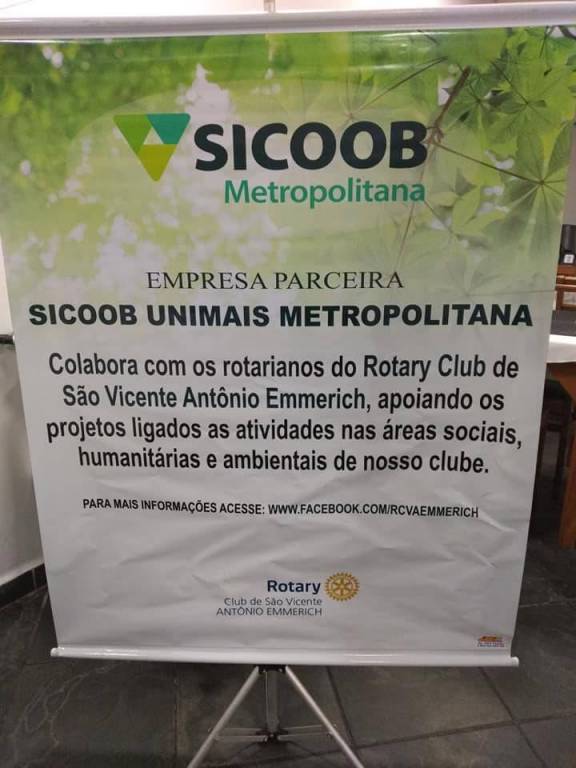 SICOOB
Metropolitana
EMPRESA PARCEIRA
SICOOB UNIMAIS METROPOLITANA
Colabora com os rotarianos do Rotary Club de
São Vicente Antônio Emmerich, apoiando os
projetos ligados as atividades nas áreas sociais,
humanitárias e ambientais de nosso clube.
PARA MAIS INFORMAÇÕES ACESSE: WWW.FACEBOOK.COM/RCVAEMMERICH
Rotary
Club de São Vicente
ANTÔNIO EMMERICH